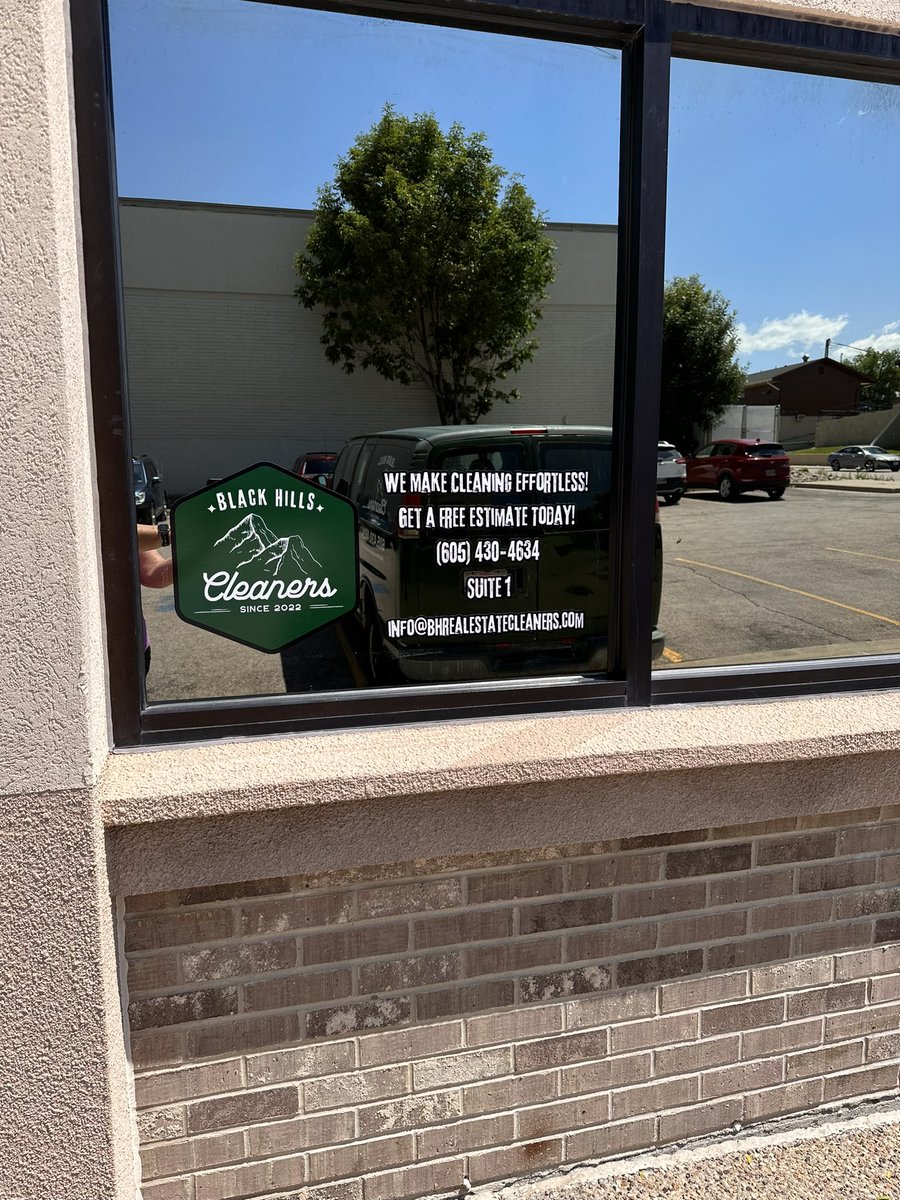 BLACK HILLS
Cleaners
SINCE 2022
WE MAKE CLEANING EFFORTLESS!
GET A FREE ESTIMATE TODAY!
(605) 430-4634
SUITE 1
INFO@BHREALESTATECLEANERS.COM